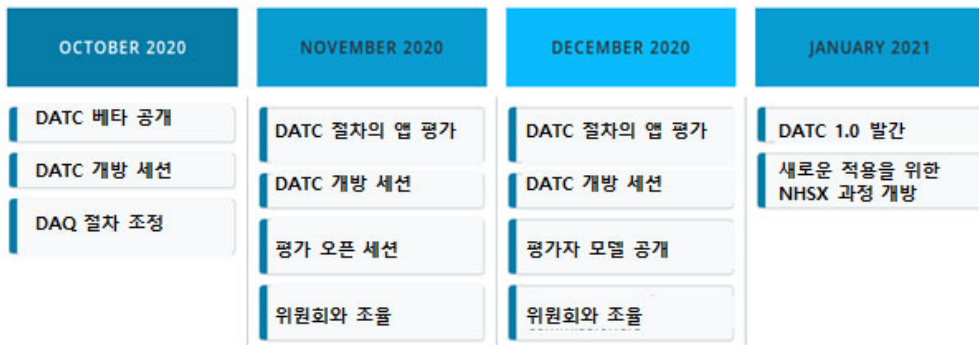 OCTOBER 2020
DATC 베타 공개
DATC 개방 세션
DAQ 절차 조정
NOVEMBER 2020
DATC 절차의 앱 평가
DATC 개방 세션
평가 오픈 세션
위원회와 조율
DECEMBER 2020
DATC 절차의 앱 평가
DATC 개방 세션
평가자 모델 공개
위원회와 조율
JANUARY 2021
DATC 1.0 발간
새로운 적용을 위한
NHSX 과정 개방